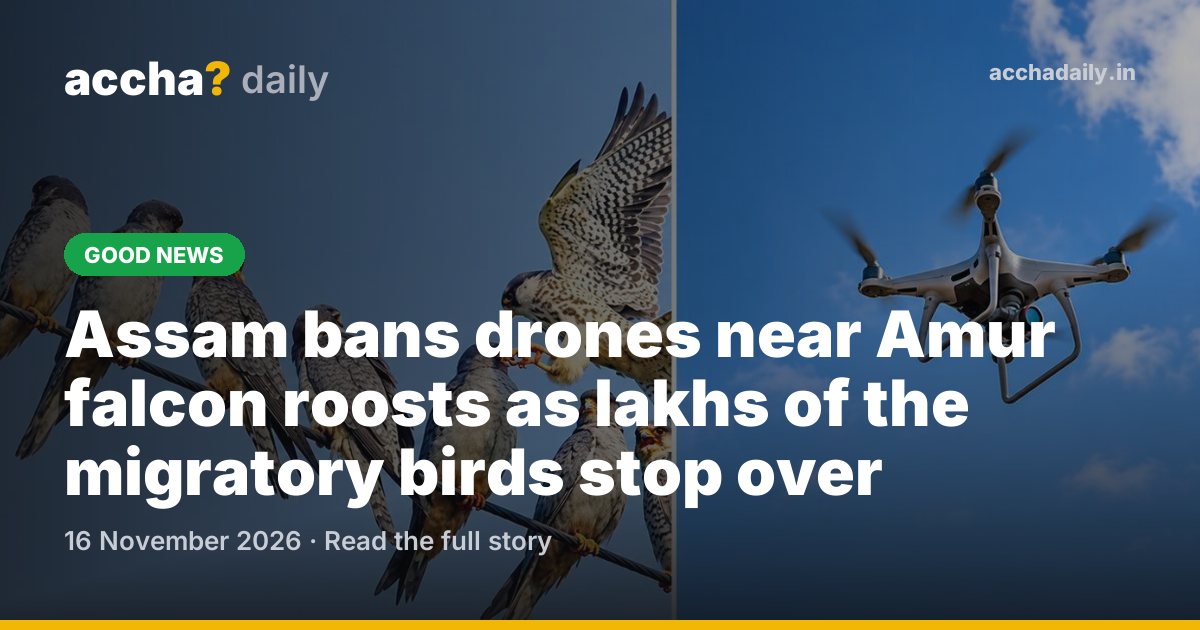 accha? daily
acchadaily.in
GOOD NEWS
Assam bans drones near Amur
falcon roosts as lakhs of the
migratory birds stop over
16 November 2026 · Read the full story